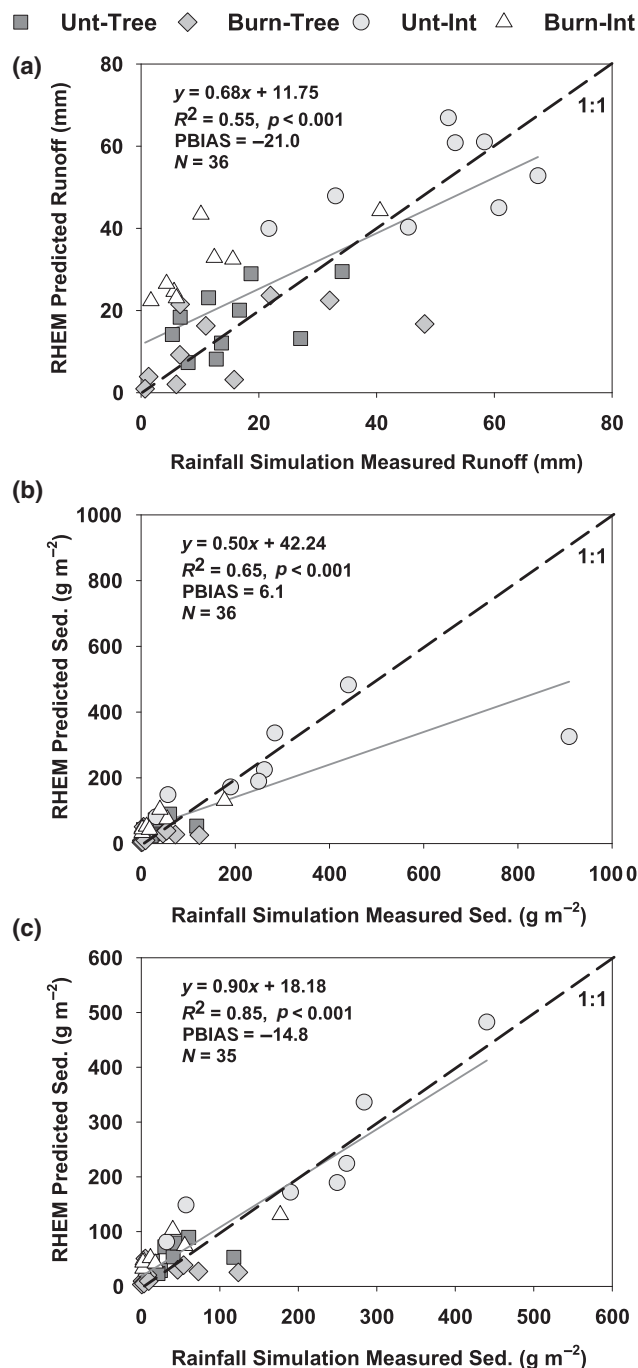 Unt-Tree Burn-Tree Unt-Int Burn-Int
(a)
80
60
40
20
0
RHEM Predicted Runoff (mm)
y = 0.68x + 11.75
R² = 0.55, p < 0.001
PBIAS = −21.0
N = 36
1:1
0 20 40 60 80
Rainfall Simulation Measured Runoff (mm)
(b)
1000
800
600
400
200
0
RHEM Predicted Sed. (g m⁻²)
y = 0.50x + 42.24
R² = 0.65, p < 0.001
PBIAS = 6.1
N = 36
1:1
0 200 400 600 800 1000
Rainfall Simulation Measured Sed. (g m⁻²)
(c)
600
500
400
300
200
100
0
RHEM Predicted Sed. (g m⁻²)
y = 0.90x + 18.18
R² = 0.85, p < 0.001
PBIAS = −14.8
N = 35
1:1
0 100 200 300 400 500 600
Rainfall Simulation Measured Sed. (g m⁻²)